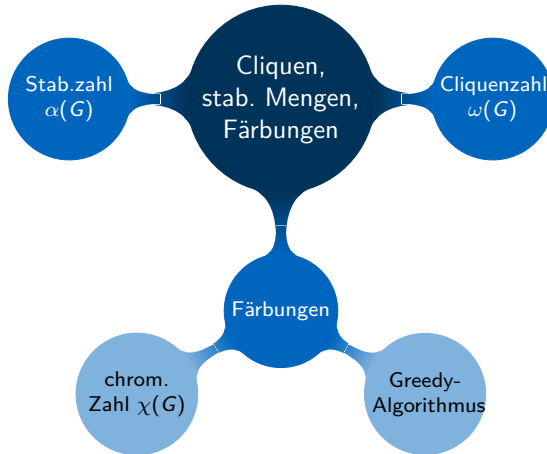 Stab.zahl
α(G)
Cliquen,
stab. Mengen,
Färbungen
Cliquenzahl
ω(G)
Färbungen
chrom.
Zahl χ(G)
Greedy-
Algorithmus